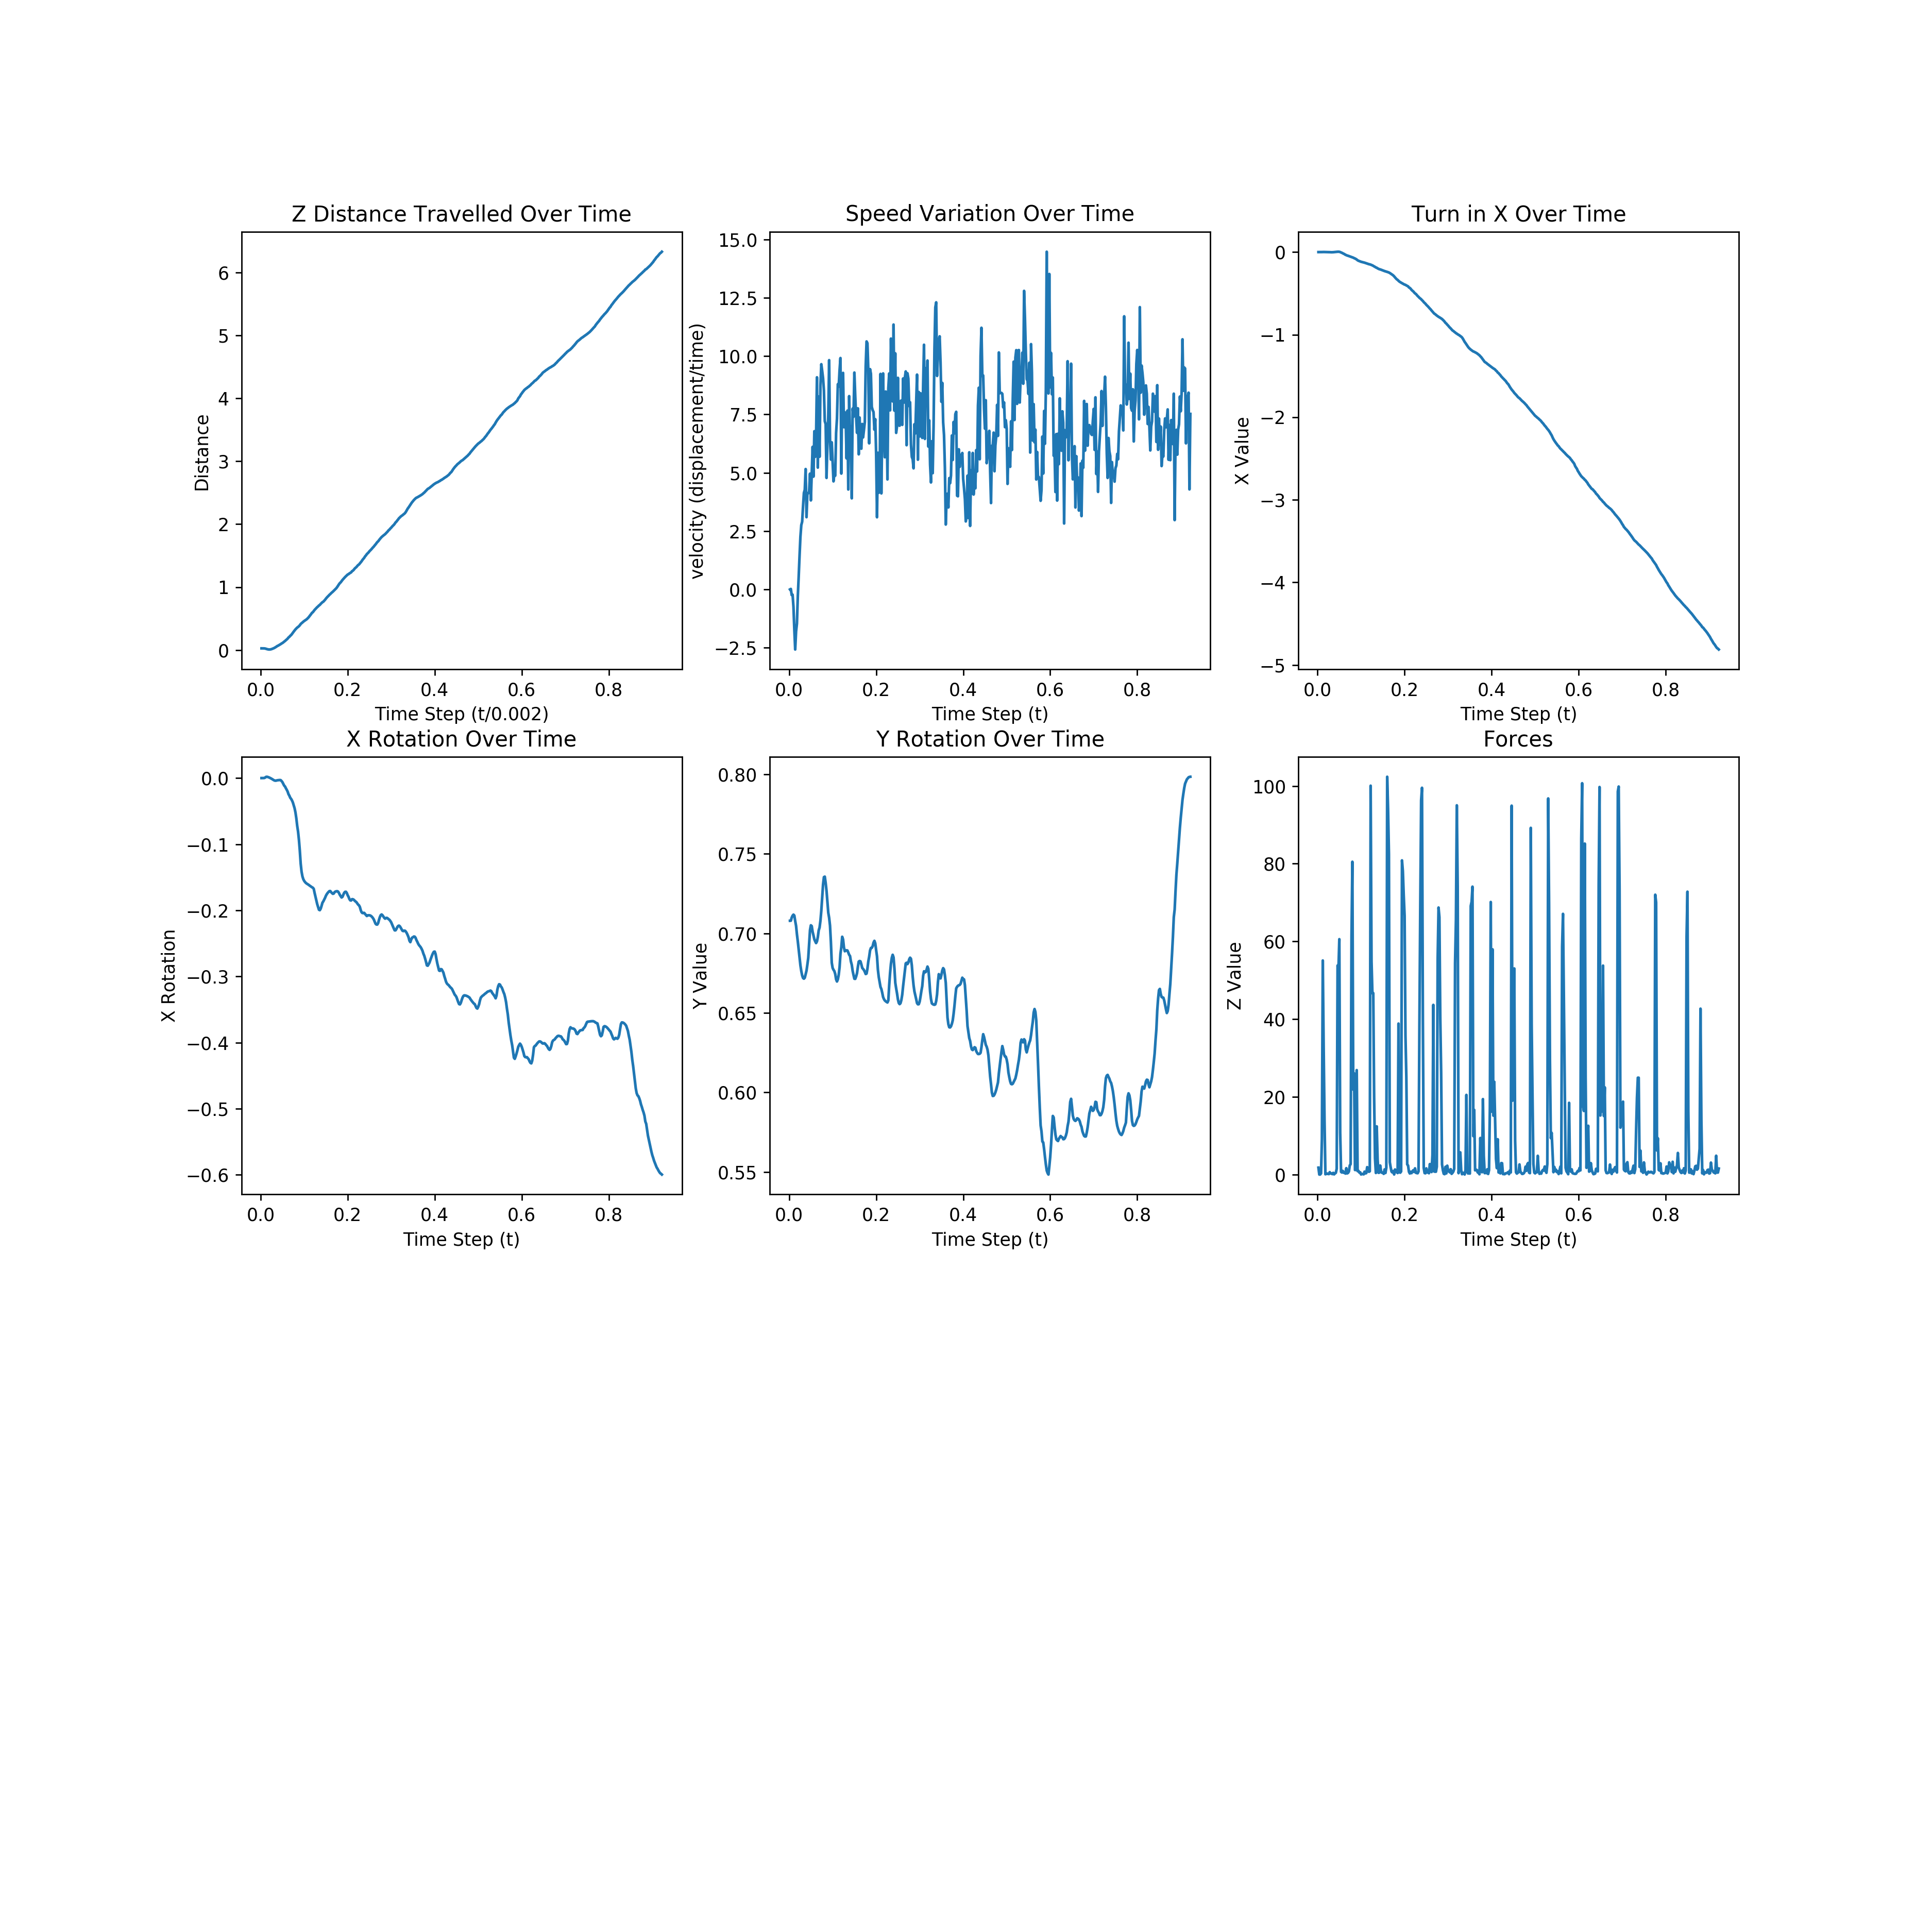 Z Distance Travelled Over Time
Distance
6
5
4
3
2
1
0
0.0 0.2 0.4 0.6 0.8
Time Step (t/0.002)
Speed Variation Over Time
velocity (displacement/time)
15.0
12.5
10.0
7.5
5.0
2.5
0.0
−2.5
0.0 0.2 0.4 0.6 0.8
Time Step (t)
Turn in X Over Time
X Value
0
−1
−2
−3
−4
−5
0.0 0.2 0.4 0.6 0.8
Time Step (t)
X Rotation Over Time
X Rotation
0.0
−0.1
−0.2
−0.3
−0.4
−0.5
−0.6
0.0 0.2 0.4 0.6 0.8
Time Step (t)
Y Rotation Over Time
Y Value
0.80
0.75
0.70
0.65
0.60
0.55
0.0 0.2 0.4 0.6 0.8
Time Step (t)
Forces
Z Value
100
80
60
40
20
0
0.0 0.2 0.4 0.6 0.8
Time Step (t)